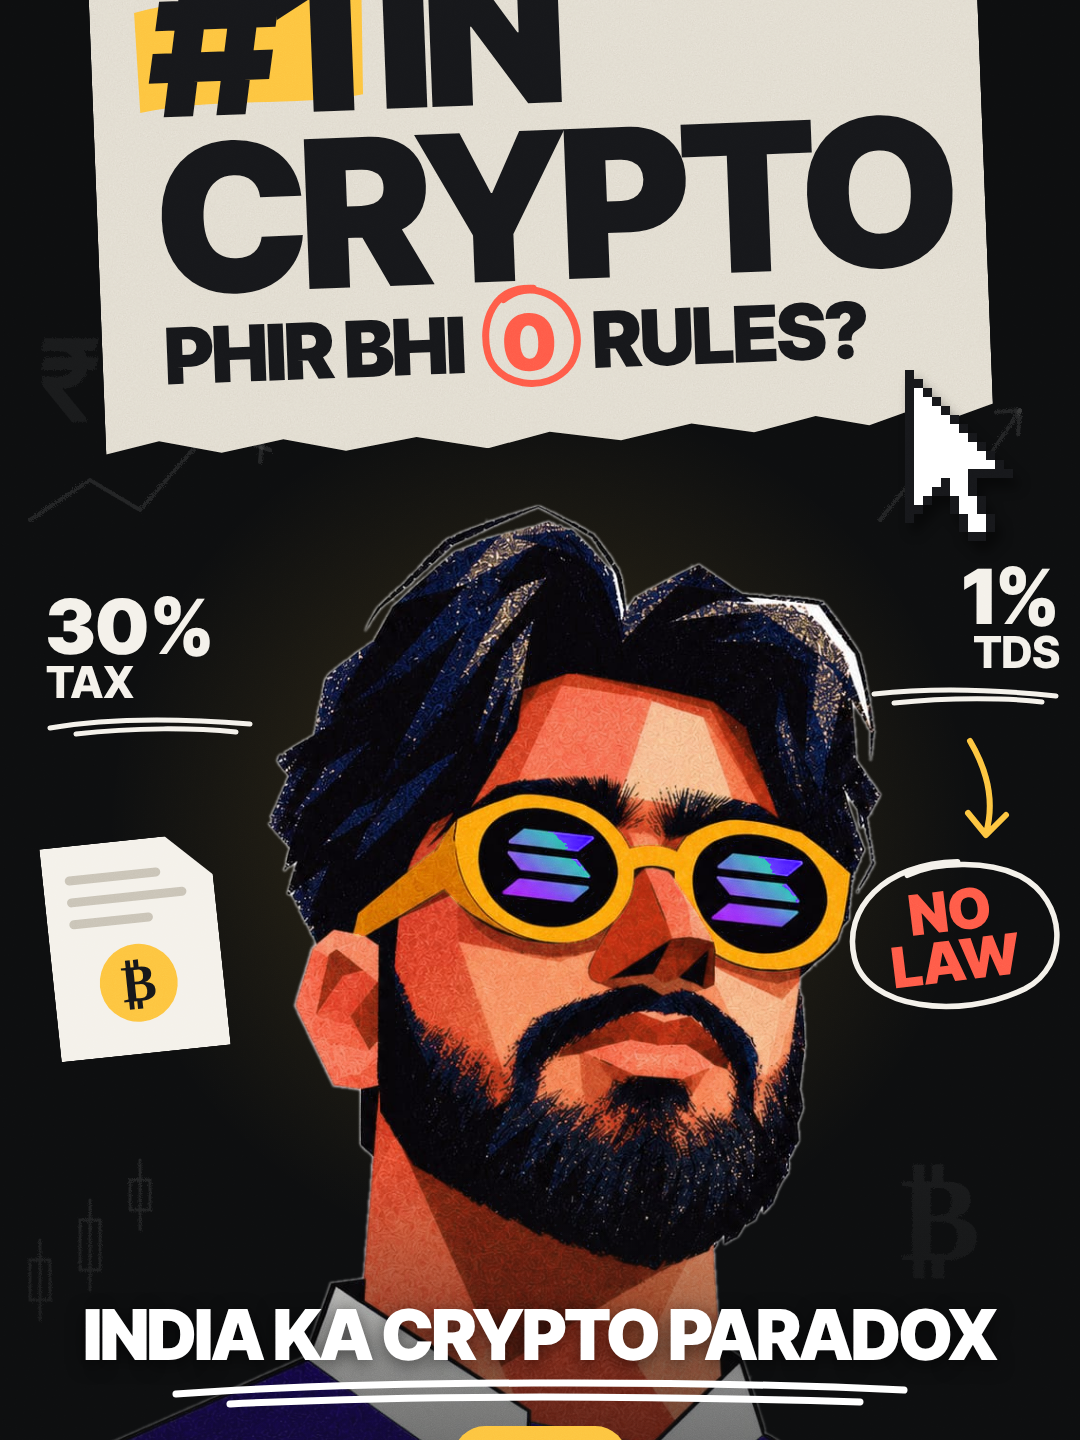 #1 IN
CRYPTO
PHIR BHI 0 RULES?
₹
30%
TAX
1%
TDS
NO
LAW
₿
₿
INDIA KA CRYPTO PARADOX